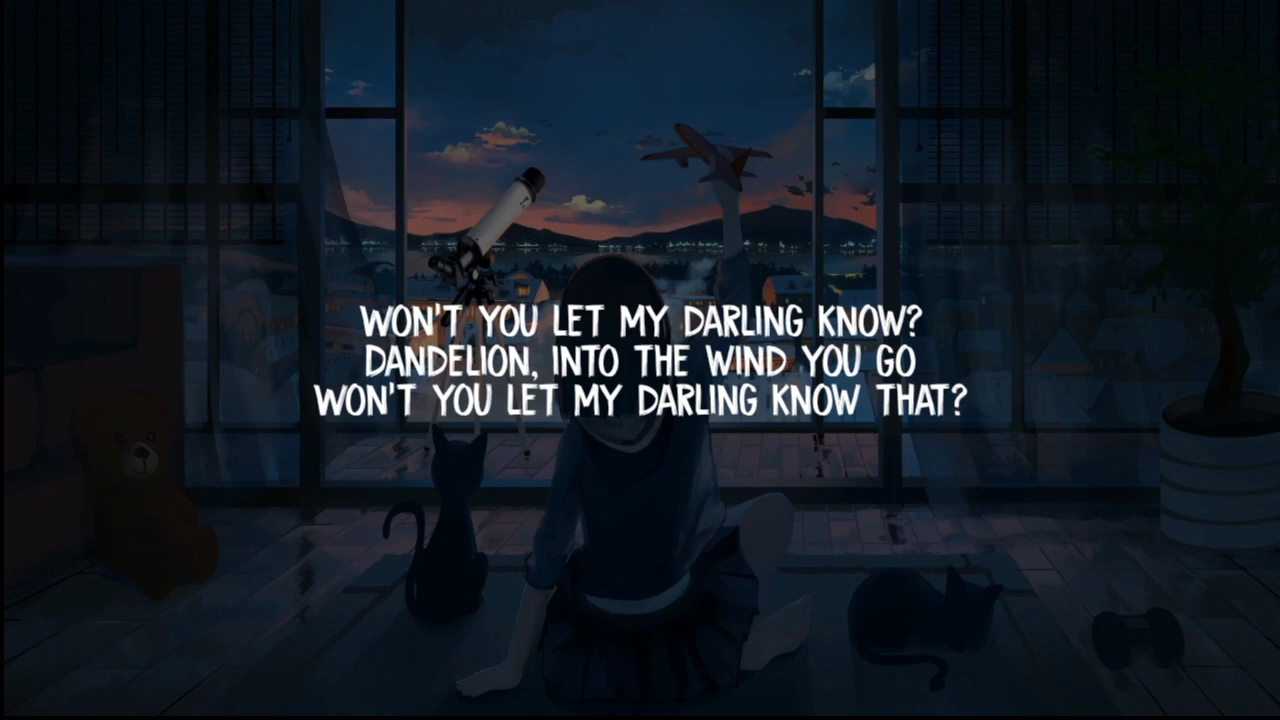 WON'T YOU LET MY DARLING KNOW?
DANDELION, INTO THE WIND YOU GO
WON'T YOU LET MY DARLING KNOW THAT?